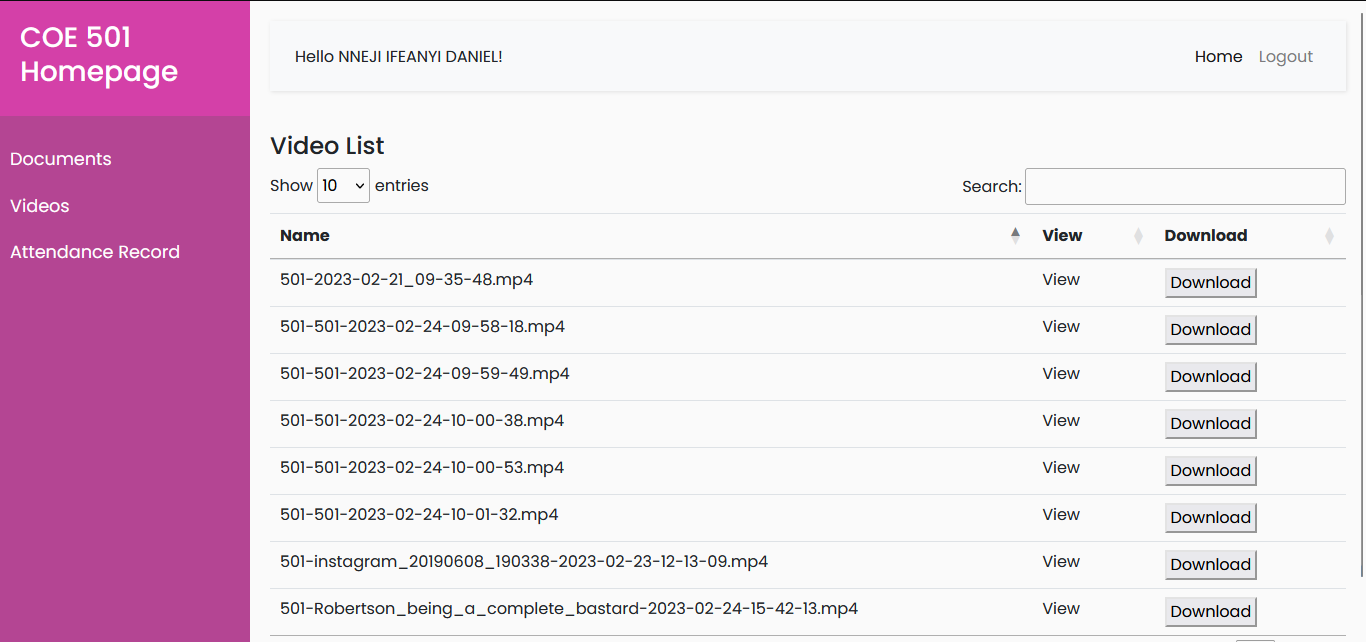 COE 501
Homepage
Documents
Videos
Attendance Record
Hello NNEJI IFEANYI DANIEL!
Home Logout
Video List
Show 10 entries
Search:
Name View Download
501-2023-02-21_09-35-48.mp4 View Download
501-501-2023-02-24-09-58-18.mp4 View Download
501-501-2023-02-24-09-59-49.mp4 View Download
501-501-2023-02-24-10-00-38.mp4 View Download
501-501-2023-02-24-10-00-53.mp4 View Download
501-501-2023-02-24-10-01-32.mp4 View Download
501-instagram_20190608_190338-2023-02-23-12-13-09.mp4 View Download
501-Robertson_being_a_complete_bastard-2023-02-24-15-42-13.mp4 View Download